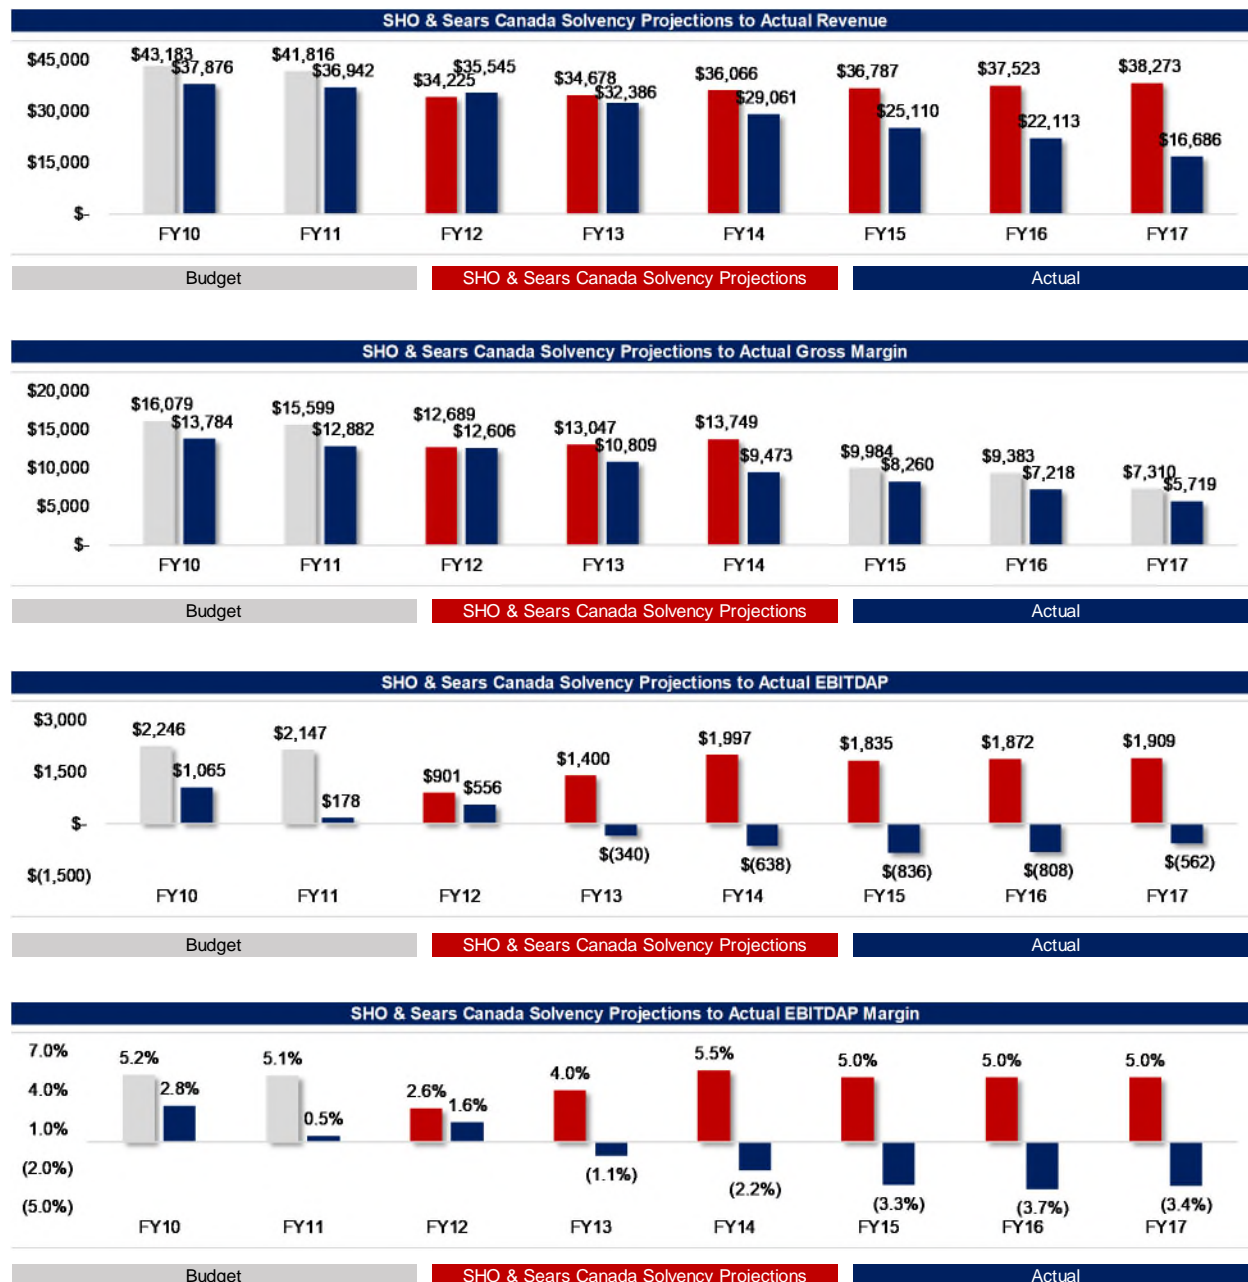 SHO & Sears Canada Solvency Projections to Actual Revenue
$45,000
$30,000
$15,000
$-
$43,183 $37,876 $41,816 $36,942 $34,225 $35,545 $34,678 $32,386 $36,066 $29,061 $36,787 $25,110 $37,523 $22,113 $38,273 $16,686
FY10 FY11 FY12 FY13 FY14 FY15 FY16 FY17
Budget SHO & Sears Canada Solvency Projections Actual
SHO & Sears Canada Solvency Projections to Actual Gross Margin
$20,000
$15,000
$10,000
$5,000
$-
$16,079 $13,784 $15,599 $12,882 $12,689 $12,606 $13,047 $10,809 $13,749 $9,473 $9,984 $8,260 $9,383 $7,218 $7,310 $5,719
FY10 FY11 FY12 FY13 FY14 FY15 FY16 FY17
Budget SHO & Sears Canada Solvency Projections Actual
SHO & Sears Canada Solvency Projections to Actual EBITDAP
$3,000
$1,500
$-
$(1,500)
$2,246 $1,065 $2,147 $178 $901 $556 $1,400 $(340) $1,997 $(638) $1,835 $(836) $1,872 $(808) $1,909 $(562)
FY10 FY11 FY12 FY13 FY14 FY15 FY16 FY17
Budget SHO & Sears Canada Solvency Projections Actual
SHO & Sears Canada Solvency Projections to Actual EBITDAP Margin
7.0%
4.0%
1.0%
(2.0%)
(5.0%)
5.2% 2.8% 5.1% 0.5% 2.6% 1.6% 4.0% (1.1%) 5.5% (2.2%) 5.0% (3.3%) 5.0% (3.7%) 5.0% (3.4%)
FY10 FY11 FY12 FY13 FY14 FY15 FY16 FY17
Budget SHO & Sears Canada Solvency Projections Actual